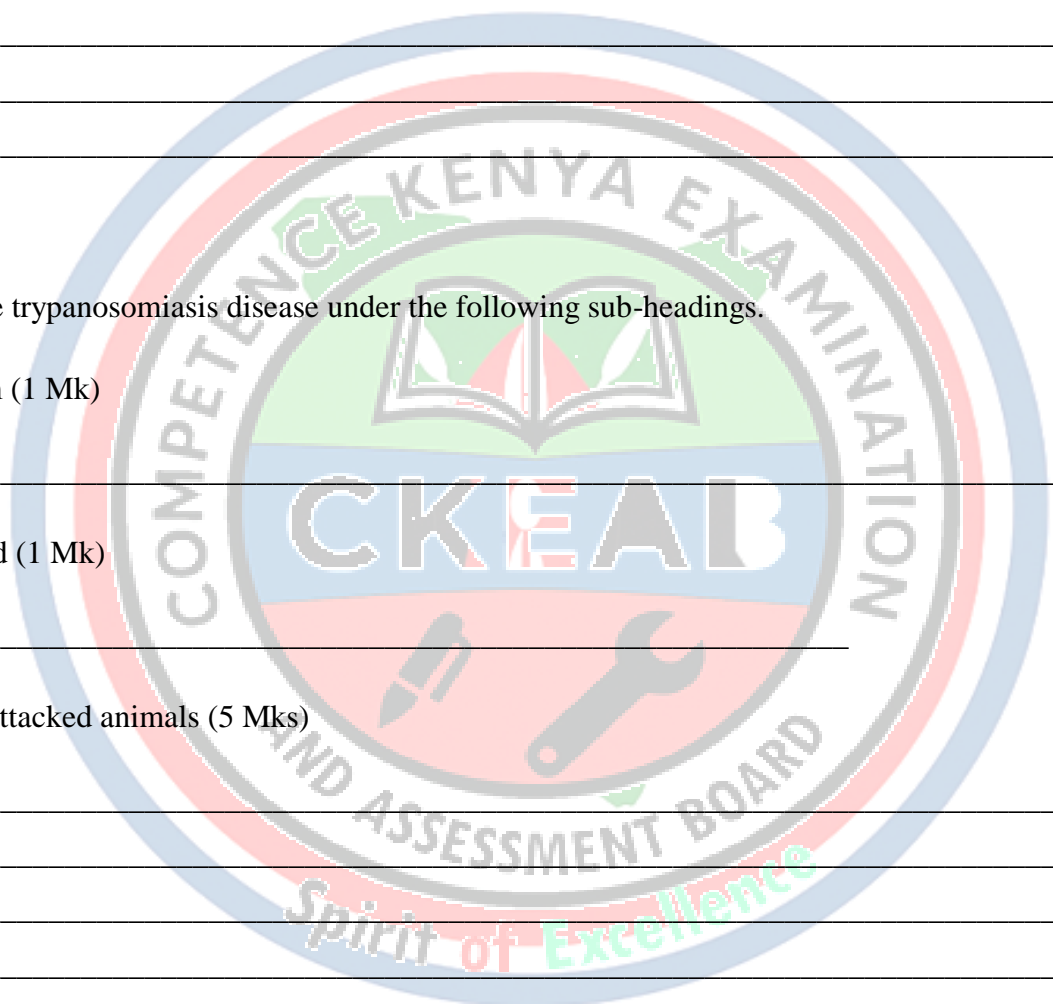 COMPETENCE KENYA EXAMINATION
e trypanosomiasis disease under the following sub-headings.
(1 Mk)
CKEAB
d (1 Mk)
ttacked animals (5 Mks)
AND ASSESSMENT BOARD
Spirit of Excellence